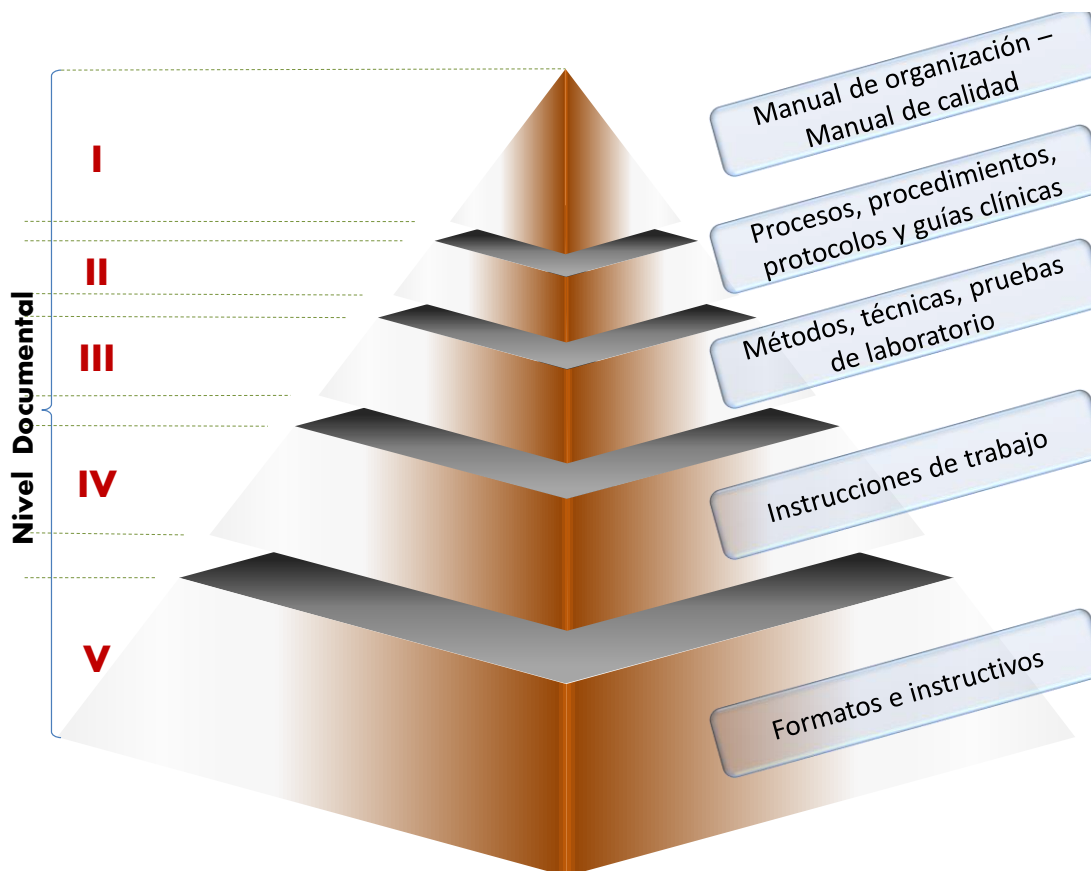 Nivel Documental
I
Manual de organización –
Manual de calidad
II
Procesos, procedimientos,
protocolos y guías clínicas
III
Métodos, técnicas, pruebas
de laboratorio
IV
Instrucciones de trabajo
V
Formatos e instructivos